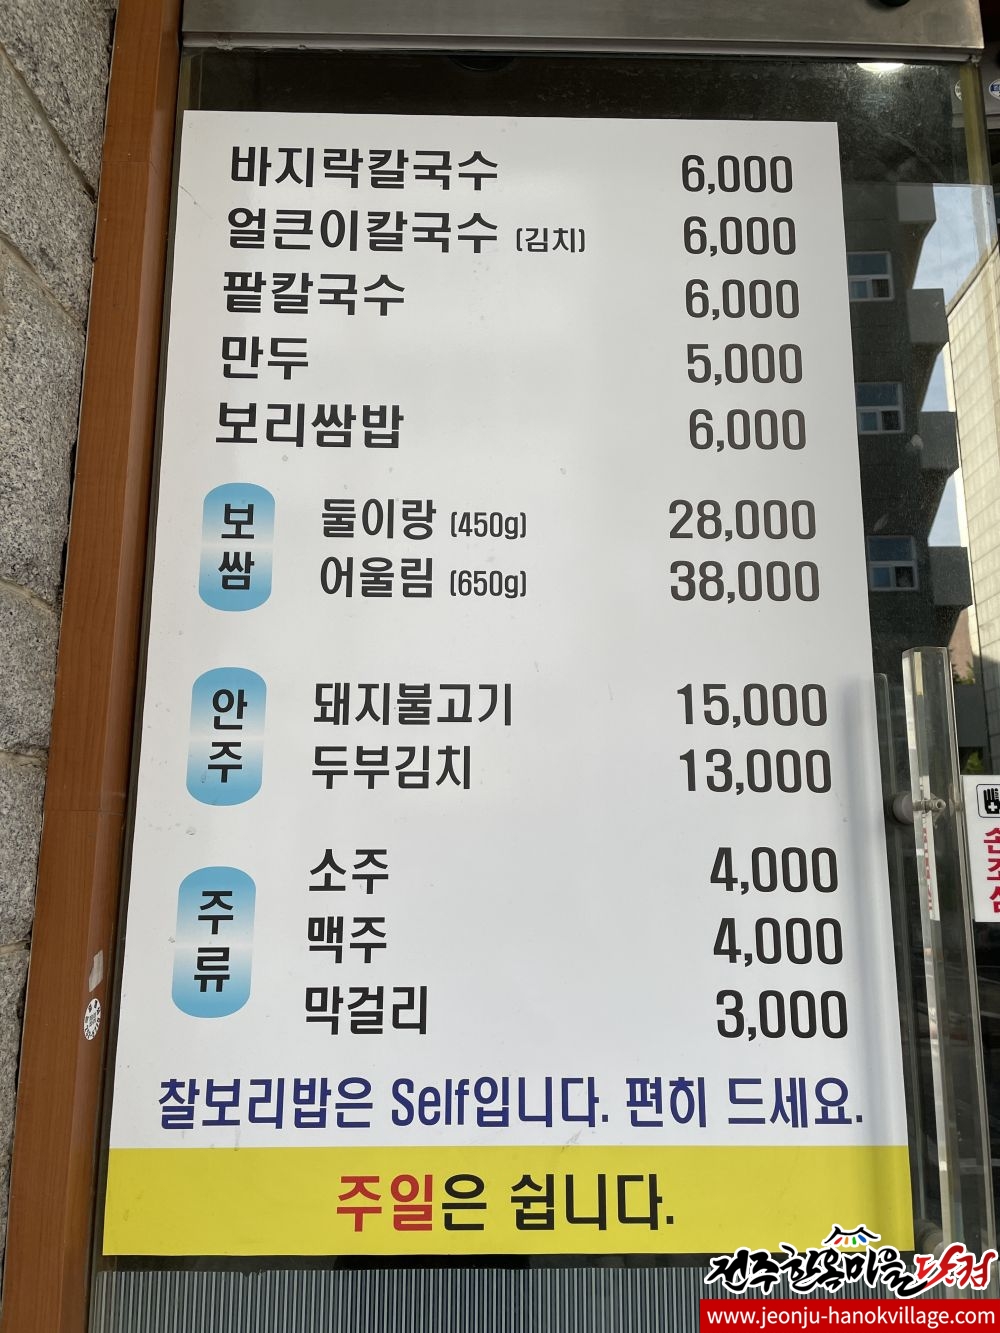 바지락칼국수 6,000
얼큰이칼국수 (김치) 6,000
팥칼국수 6,000
만두 5,000
보리쌈밥 6,000
보쌈
둘이랑 (450g) 28,000
어울림 (650g) 38,000
안주
돼지불고기 15,000
두부김치 13,000
주류
소주 4,000
맥주 4,000
막걸리 3,000
찰보리밥은 Self입니다. 편히 드세요.
주일은 쉽니다.
손조심
전주한옥마을닷컴
www.jeonju-hanokvillage.com